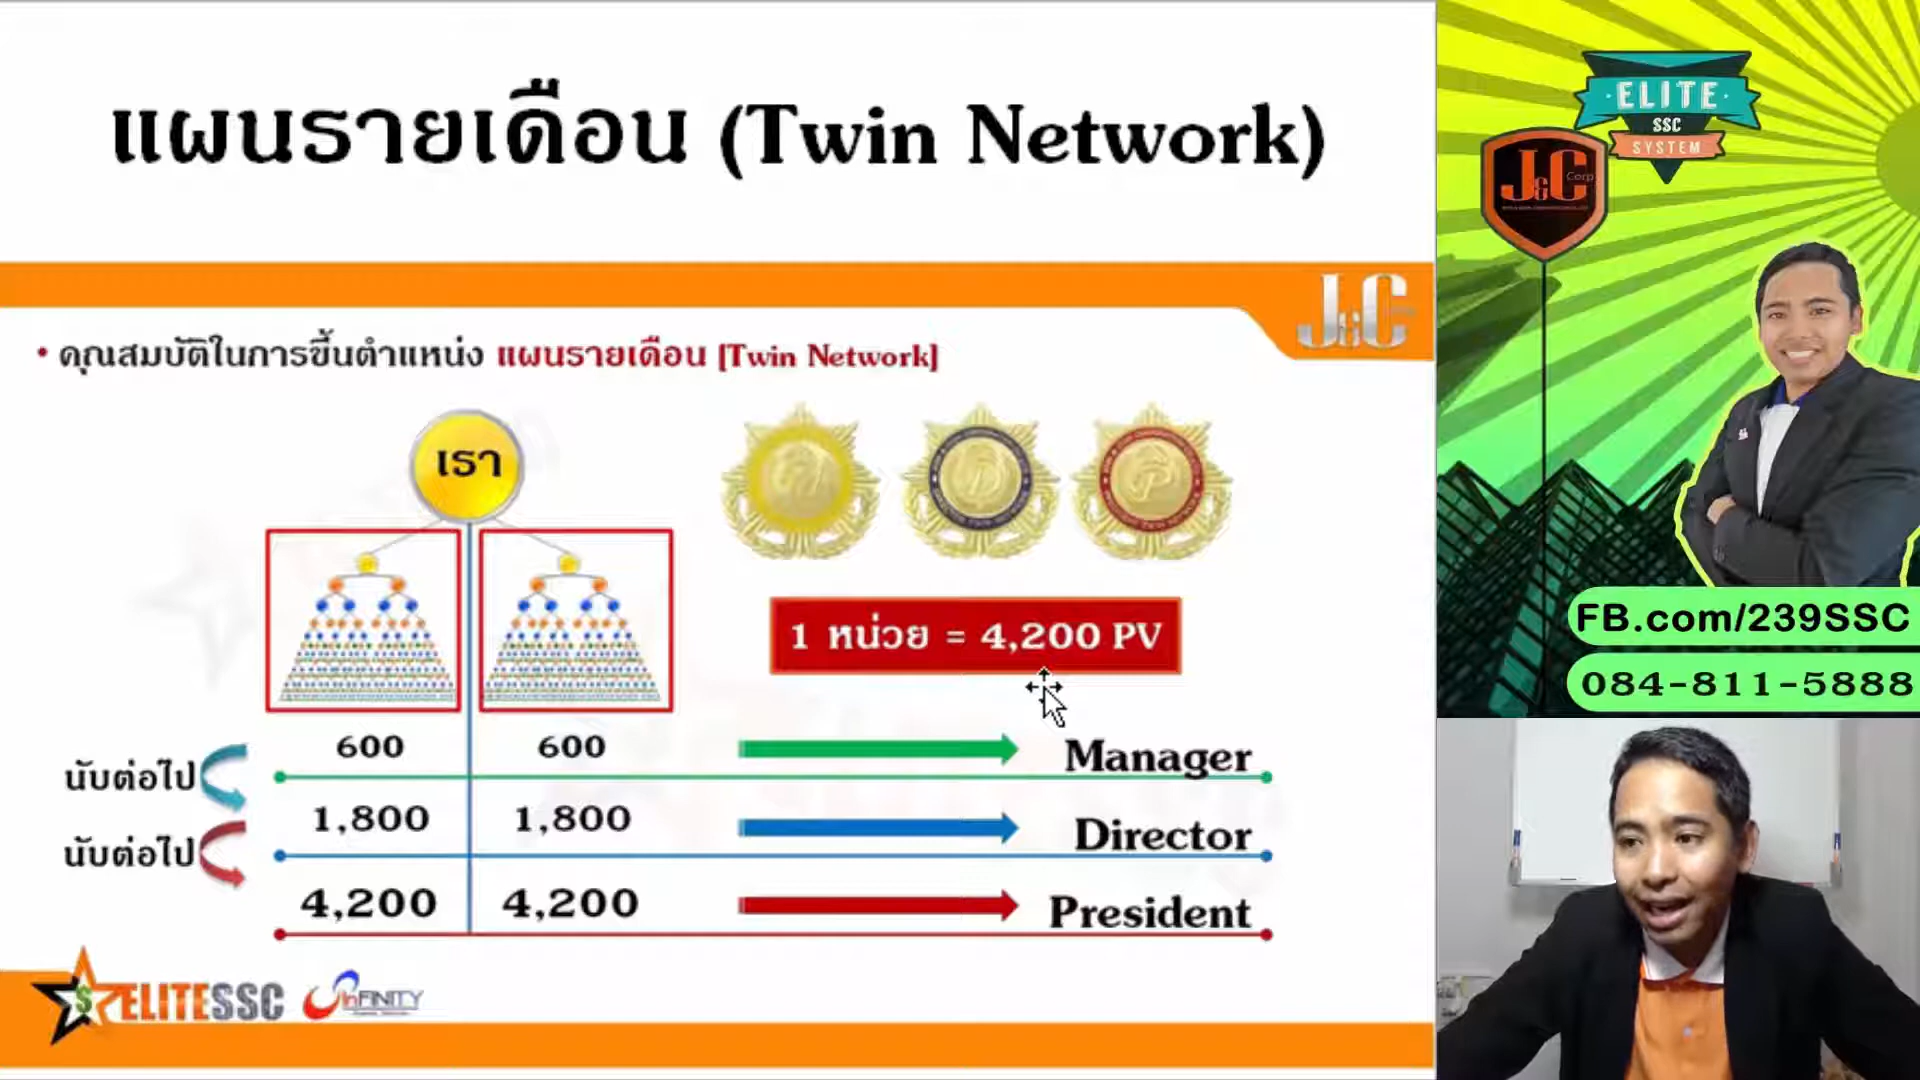 แผนรายเดือน (Twin Network)
J&C
• คุณสมบัติในการขึ้นตำแหน่ง แผนรายเดือน [Twin Network]
เรา
1 หน่วย = 4,200 PV
600 600 Manager
นับต่อไป
1,800 1,800 Director
นับต่อไป
4,200 4,200 President
$ ELITESSC
InFINITY
ELITE
SSC
SYSTEM
J&C Corp
FB.com/239SSC
084-811-5888